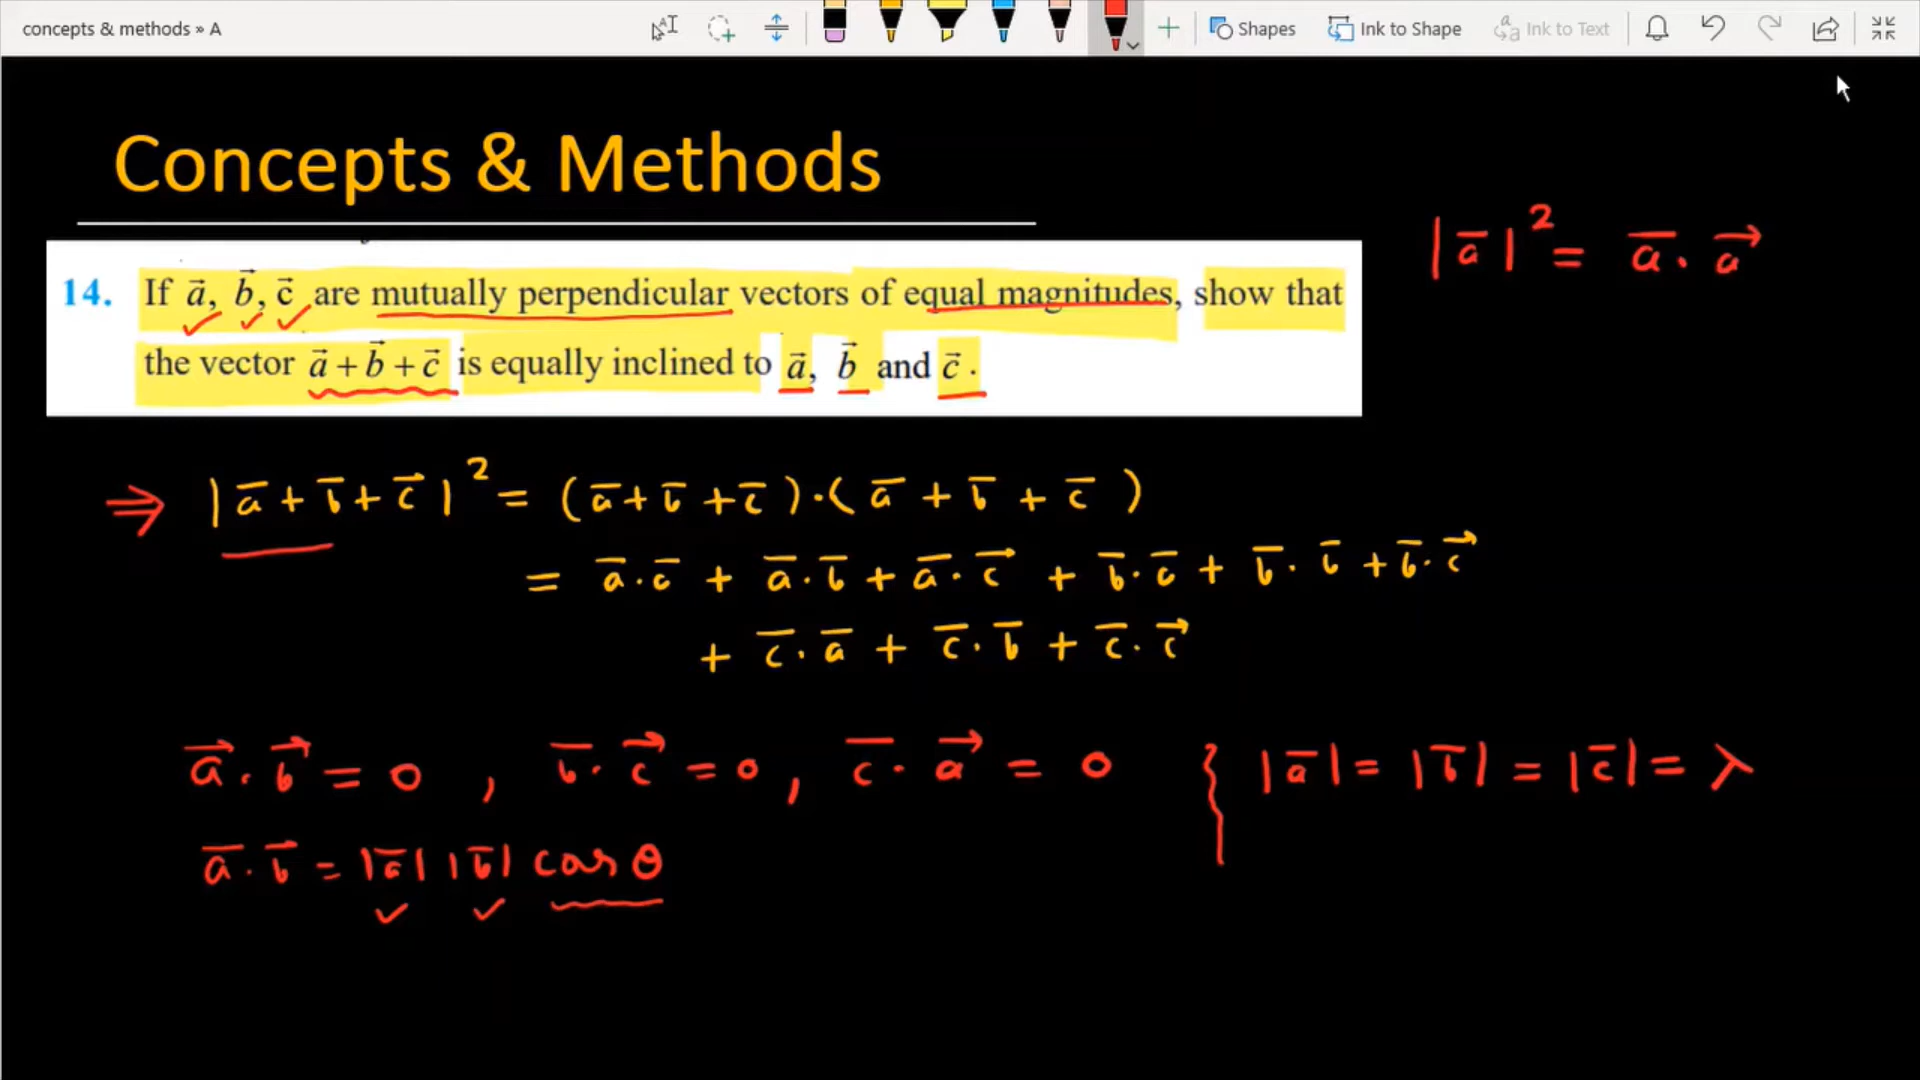 concepts & methods » A
Shapes
Ink to Shape
Ink to Text
Concepts & Methods
|a̅|² = a̅ · a⃗
14. If a⃗, b⃗, c⃗ are mutually perpendicular vectors of equal magnitudes, show that
the vector a⃗ + b⃗ + c⃗ is equally inclined to a⃗, b⃗ and c⃗.
⇒ |a̅ + b̅ + c⃗|² = (a̅ + b̅ + c̅) · (a̅ + b̅ + c̅)
= a̅ · a̅ + a̅ · b̅ + a̅ · c⃗ + b̅ · a̅ + b̅ · b̅ + b̅ · c⃗
+ c̅ · a̅ + c̅ · b̅ + c̅ · c⃗
a⃗ · b⃗ = 0 , b̅ · c⃗ = 0 , c̅ · a⃗ = 0 { |a̅| = |b̅| = |c̅| = λ
a̅ · b⃗ = |a̅| |b̅| cos θ